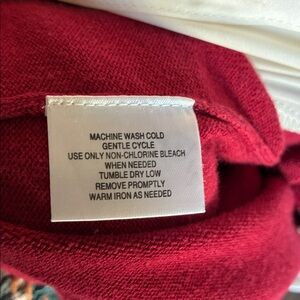 MACHINE WASH COLD
GENTLE CYCLE
USE ONLY NON-CHLORINE BLEACH
WHEN NEEDED
TUMBLE DRY LOW
REMOVE PROMPTLY
WARM IRON AS NEEDED